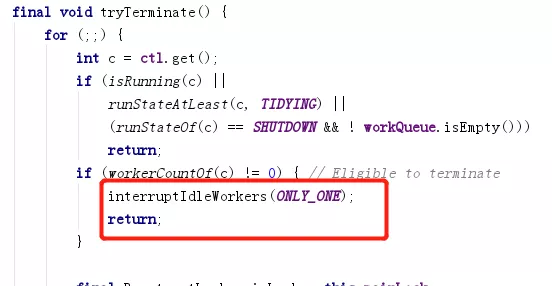 final void tryTerminate() {
for (;;) {
int c = ctl.get();
if (isRunning(c) ||
runStateAtLeast(c, TIDYING) ||
(runStateOf(c) == SHUTDOWN && ! workQueue.isEmpty()))
return;
if (workerCountOf(c) != 0) { // Eligible to terminate
interruptIdleWorkers(ONLY_ONE);
return;
}